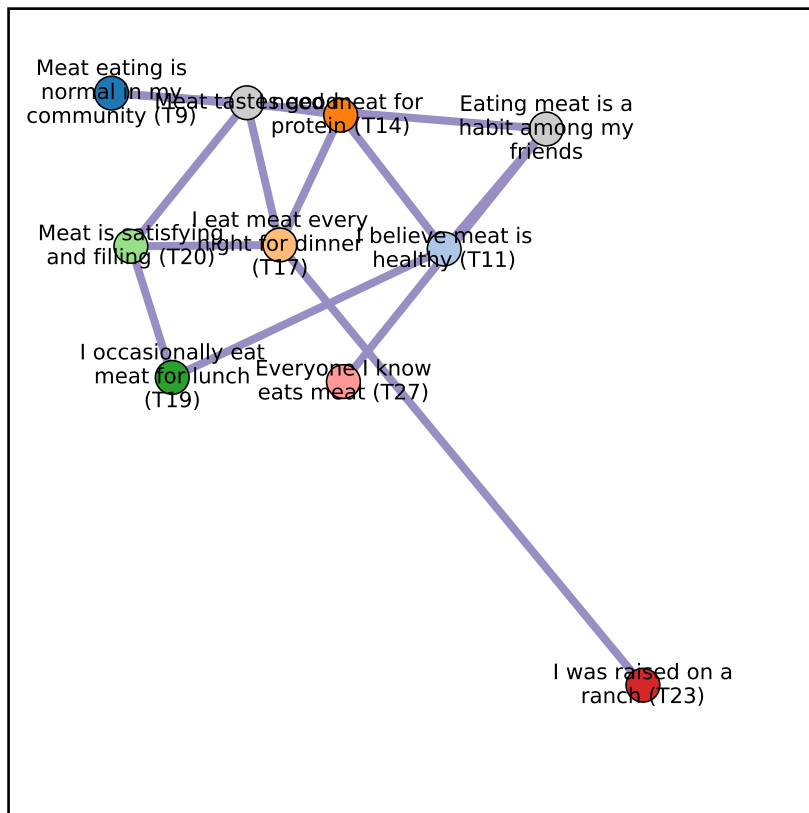 Meat eating is
normal in my
community (T9)
Meat tastes good
I need meat for
protein (T14)
Eating meat is a
habit among my
friends
Meat is satisfying
and filling (T20)
I eat meat every
night for dinner
(T17)
I believe meat is
healthy (T11)
I occasionally eat
meat for lunch
(T19)
Everyone I know
eats meat (T27)
I was raised on a
ranch (T23)